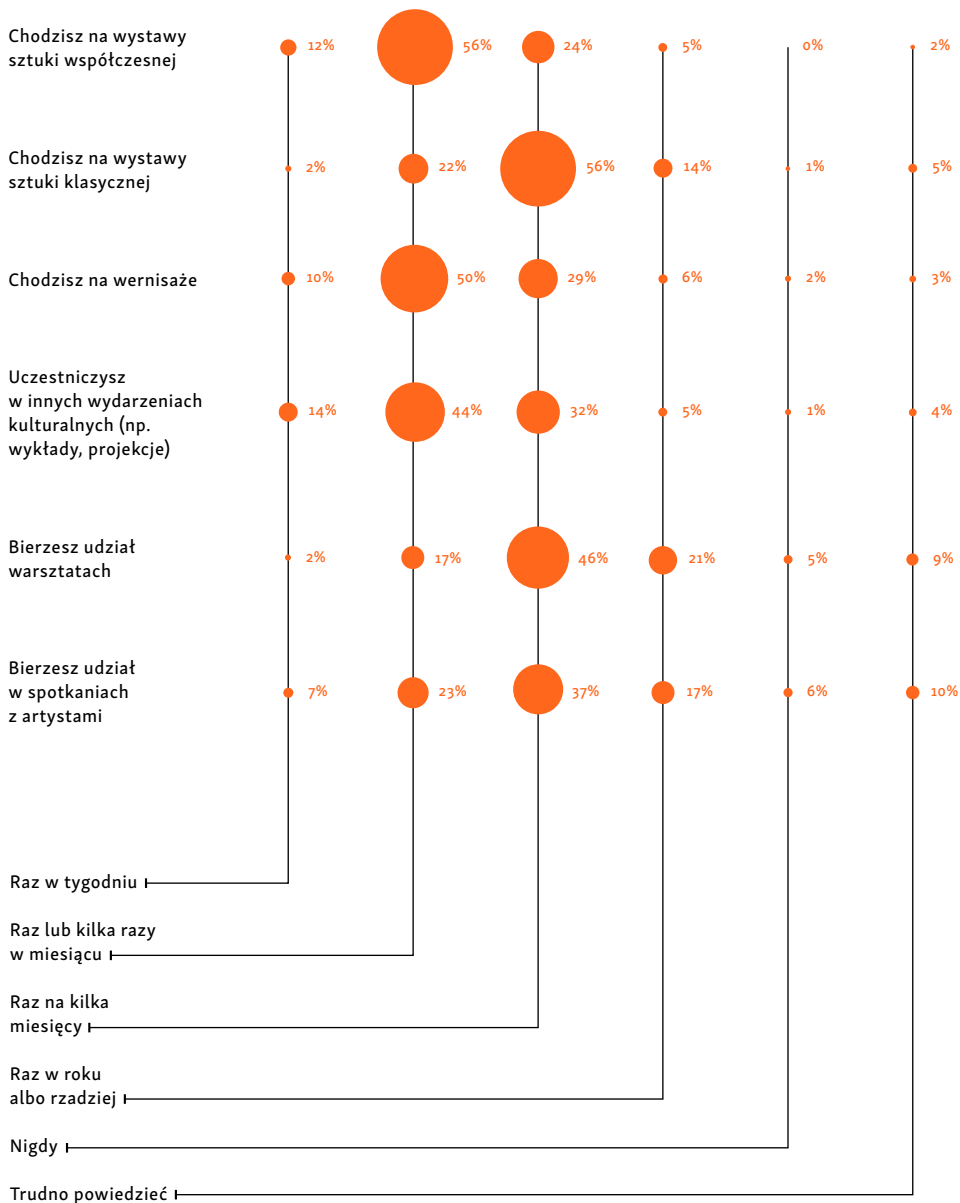 Chodzisz na wystawy
sztuki współczesnej
12% 56% 24% 5% 0% 2%
Chodzisz na wystawy
sztuki klasycznej
2% 22% 56% 14% 1% 5%
Chodzisz na wernisaże
10% 50% 29% 6% 2% 3%
Uczestniczysz
w innych wydarzeniach
kulturalnych (np.
wykłady, projekcje)
14% 44% 32% 5% 1% 4%
Bierzesz udział
warsztatach
2% 17% 46% 21% 5% 9%
Bierzesz udział
w spotkaniach
z artystami
7% 23% 37% 17% 6% 10%
Raz w tygodniu
Raz lub kilka razy
w miesiącu
Raz na kilka
miesięcy
Raz w roku
albo rzadziej
Nigdy
Trudno powiedzieć